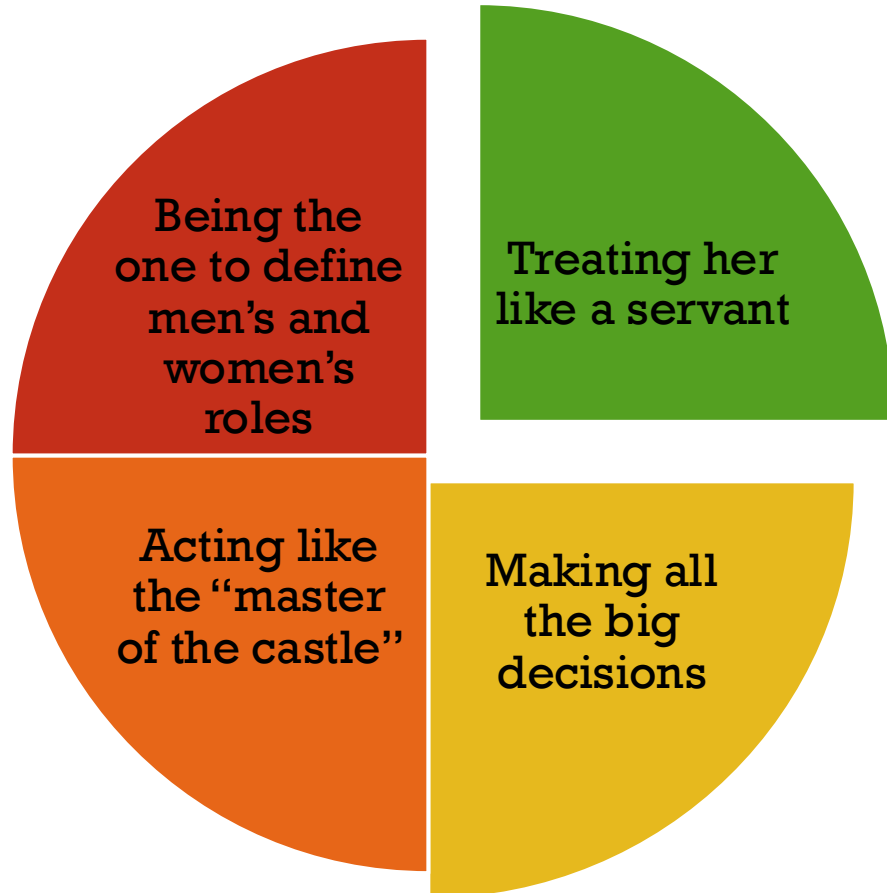 Being the
one to define
men’s and
women’s
roles
Treating her
like a servant
Acting like
the “master
of the castle”
Making all
the big
decisions